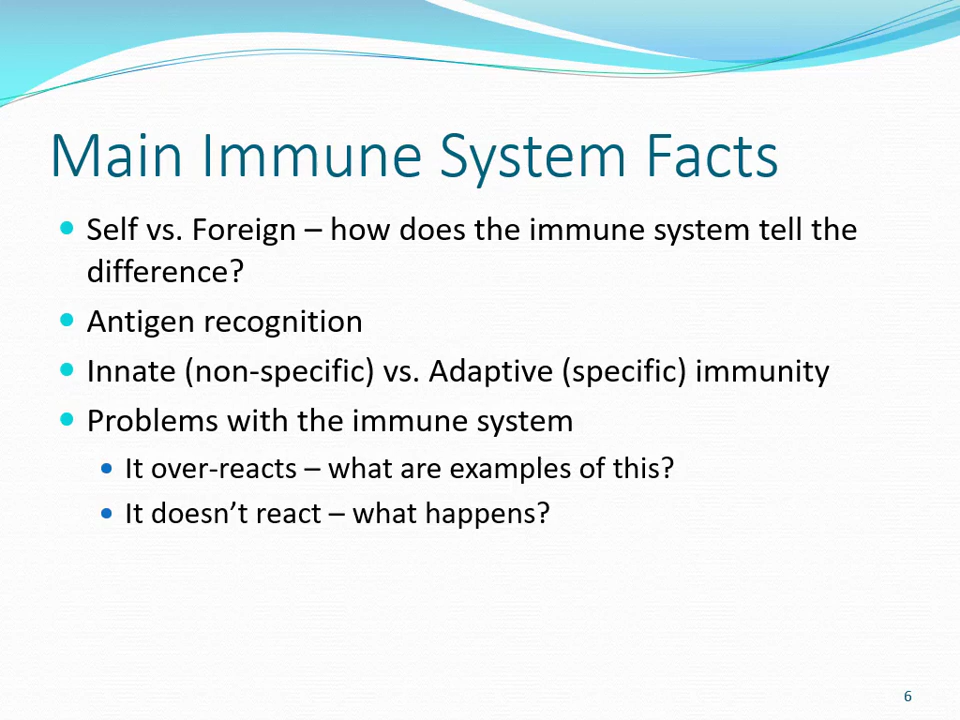 Main Immune System Facts
• Self vs. Foreign – how does the immune system tell the
difference?
• Antigen recognition
• Innate (non-specific) vs. Adaptive (specific) immunity
• Problems with the immune system
• It over-reacts – what are examples of this?
• It doesn’t react – what happens?
6